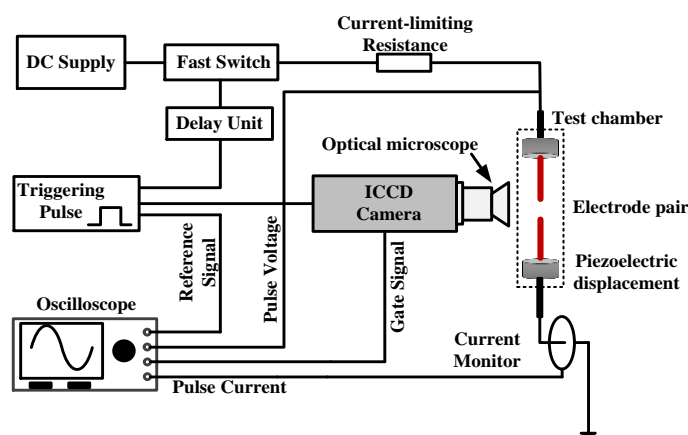 Current-limiting
Resistance
DC Supply
Fast Switch
Delay Unit
Test chamber
Optical microscope
Triggering
Pulse
ICCD
Camera
Electrode pair
Reference
Signal
Pulse Voltage
Gate Signal
Piezoelectric
displacement
Oscilloscope
Current
Monitor
Pulse Current